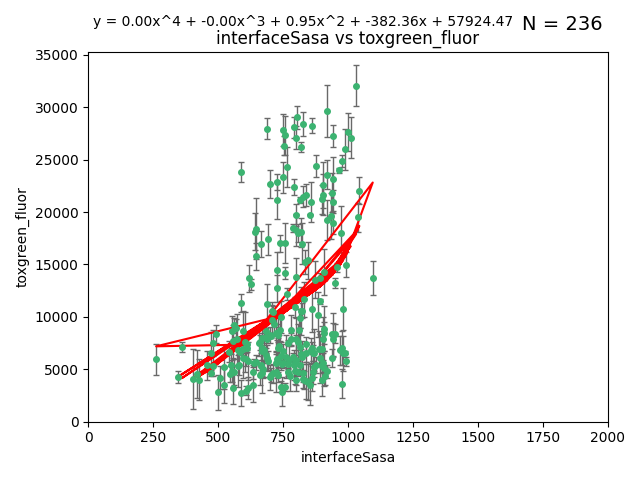 y = 0.00x^4 + -0.00x^3 + 0.95x^2 + -382.36x + 57924.47 N = 236
interfaceSasa vs toxgreen_fluor
35000
30000
25000
20000
15000
10000
5000
0
toxgreen_fluor
0 250 500 750 1000 1250 1500 1750 2000
interfaceSasa